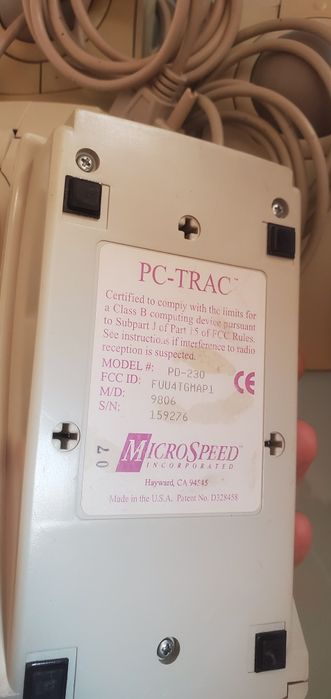 PC-TRAC™
Certified to comply with the limits for
a Class B computing device pursuant
to Subpart J of Part 15 of FCC Rules.
See instructions if interference to radio
reception is suspected.
MODEL #: PD-230
FCC ID: FUU4TGMAP1
M/D: 9806
S/N: 159276
CE
07
MICROSPEED™
INCORPORATED
Hayward, CA 94545
Made in the U.S.A. Patent No. D328458